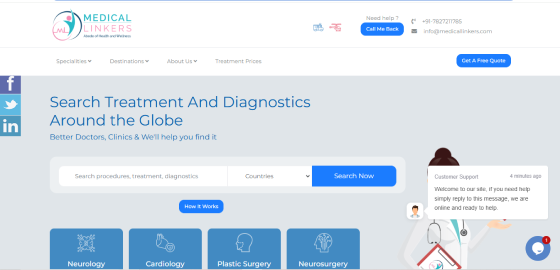 MEDICAL
LINKERS
Needs of Health and Wellness
Need help ?
Call Me Back
+91-7827211785
info@medicallinkers.com
Specialities
Destinations
About Us
Treatment Prices
Get A Free Quote
Search Treatment And Diagnostics
Around the Globe
Better Doctors, Clinics & We'll help you find it
Search procedures, treatment, diagnostics
Countries
Search Now
How It Works
Customer Support
4 minutes ago
Welcome to our site, if you need help
simply reply to this message, we are
online and ready to help.
Neurology
Cardiology
Plastic Surgery
Neurosurgery